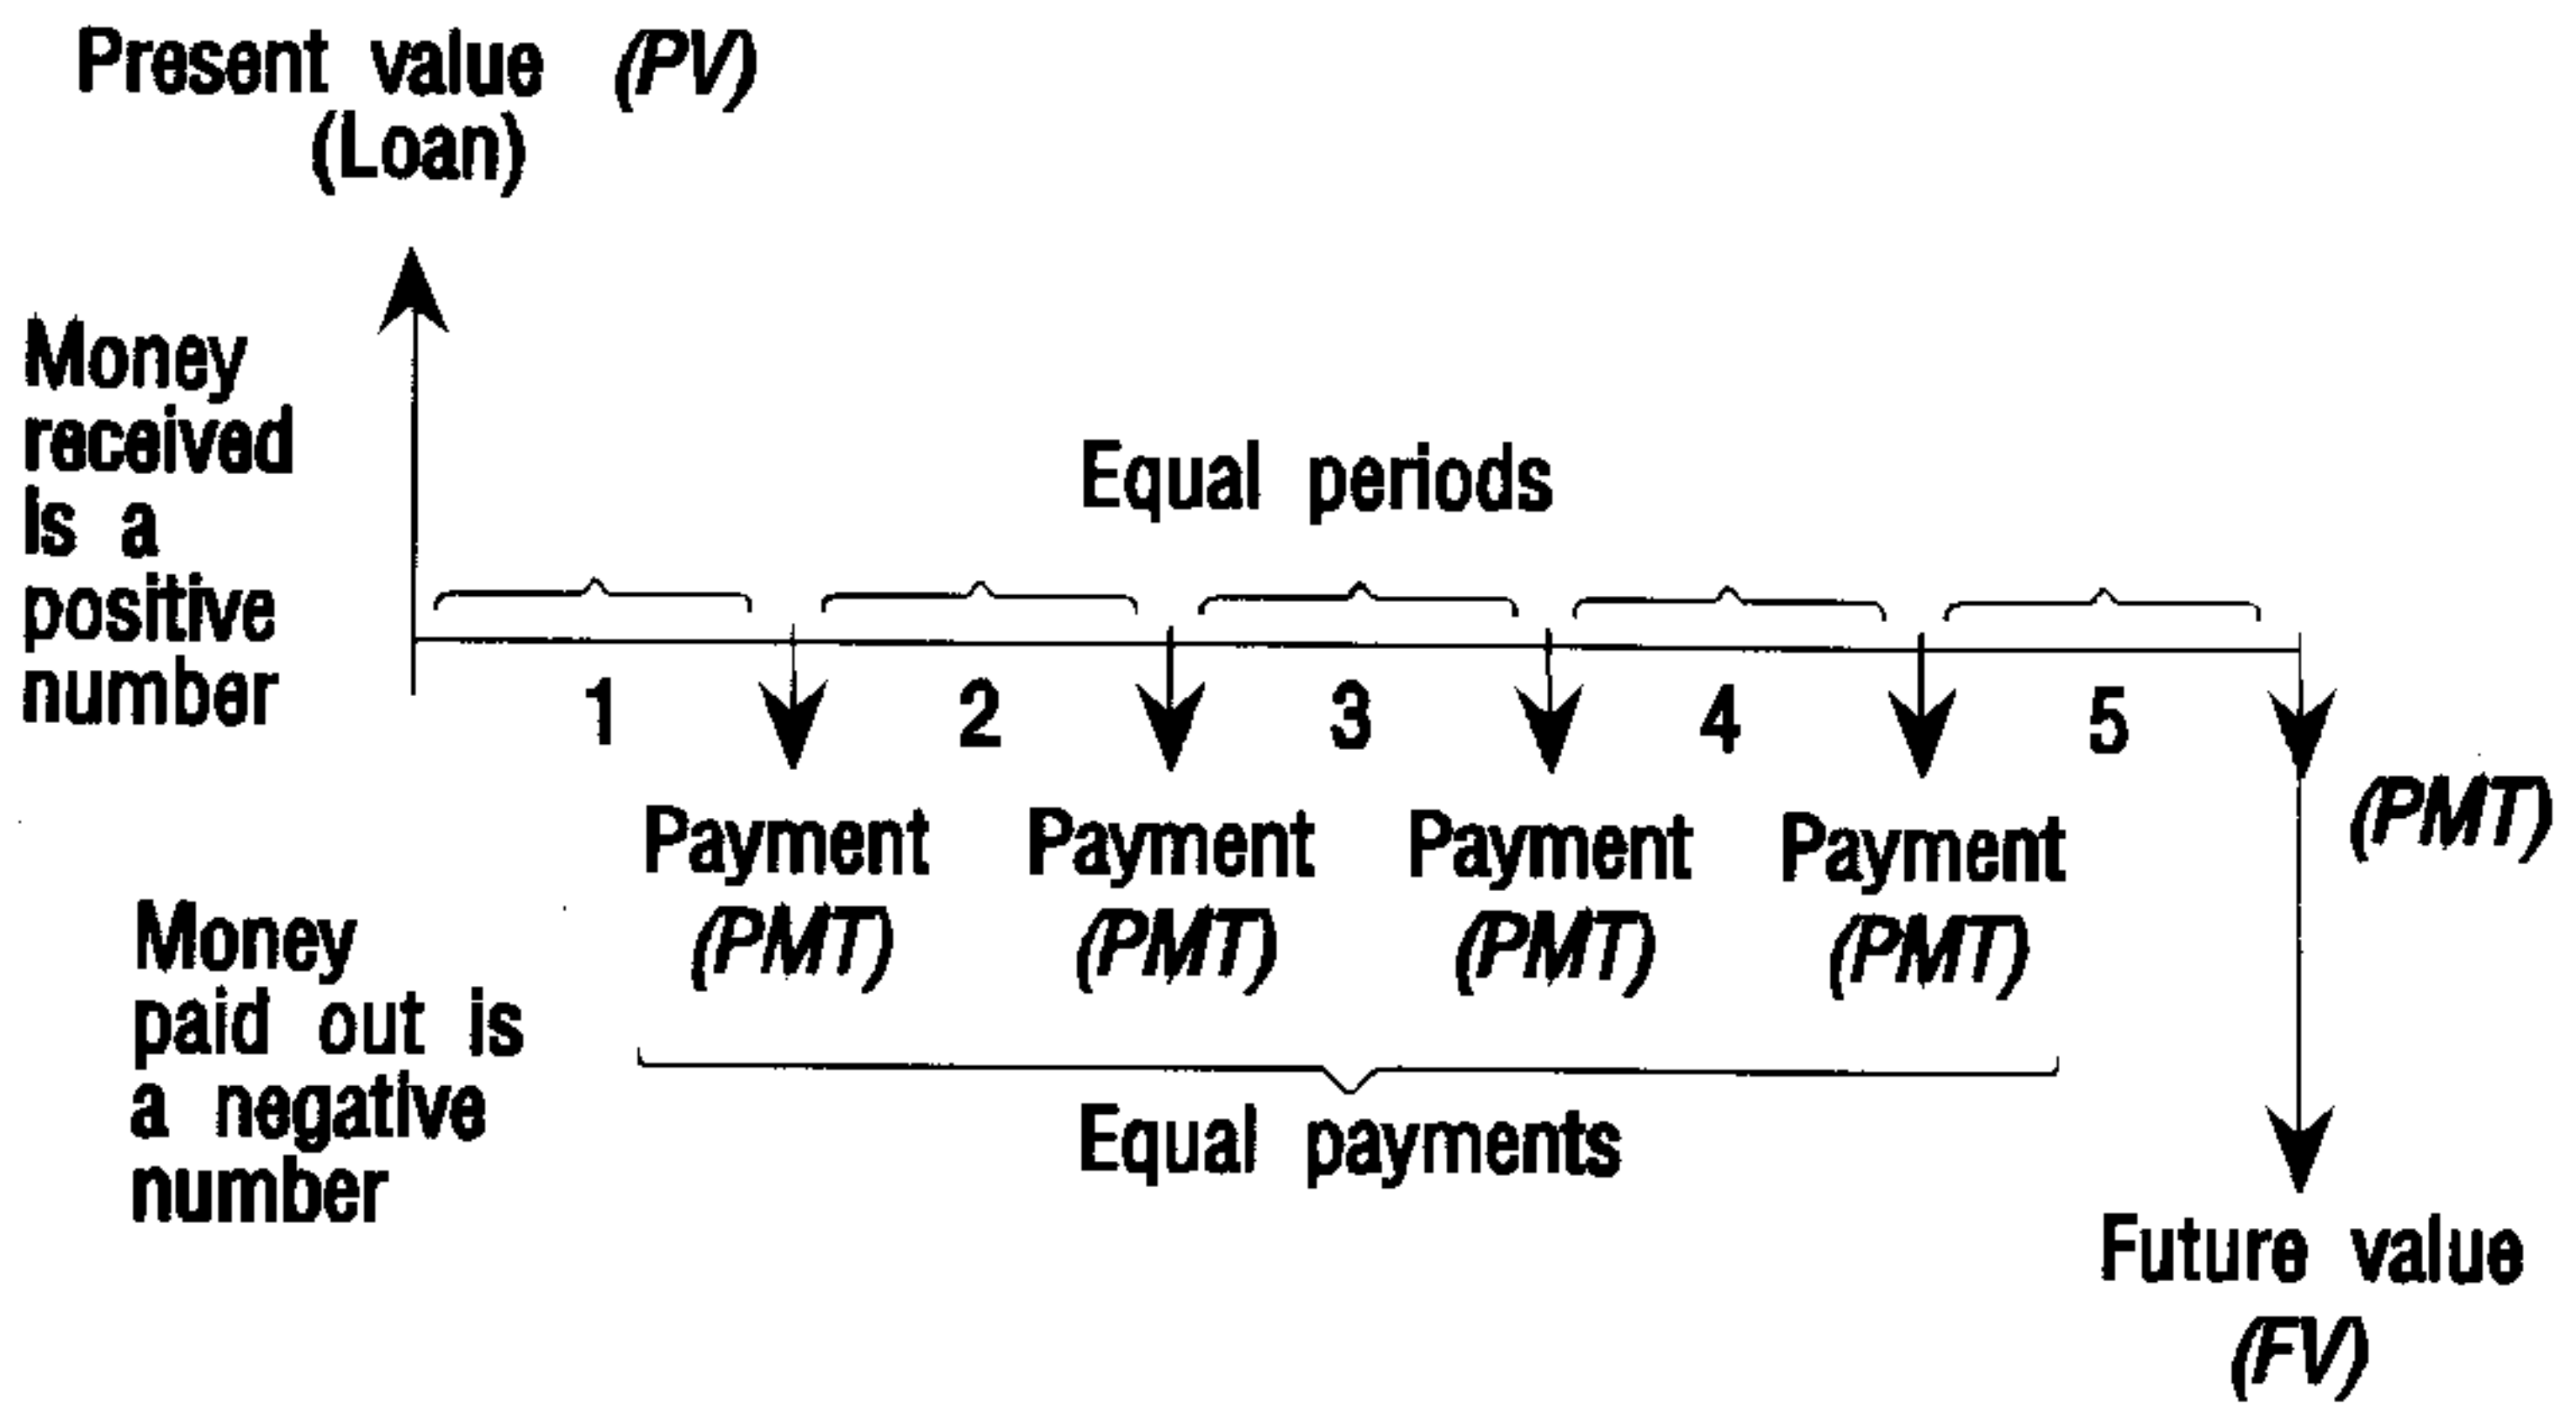 Present value (PV)
(Loan)
Money
received
is a
positive
number
Equal periods
1
2
3
4
5
Payment
(PMT)
Payment
(PMT)
Payment
(PMT)
Payment
(PMT)
(PMT)
Money
paid out is
a negative
number
Equal payments
Future value
(FV)